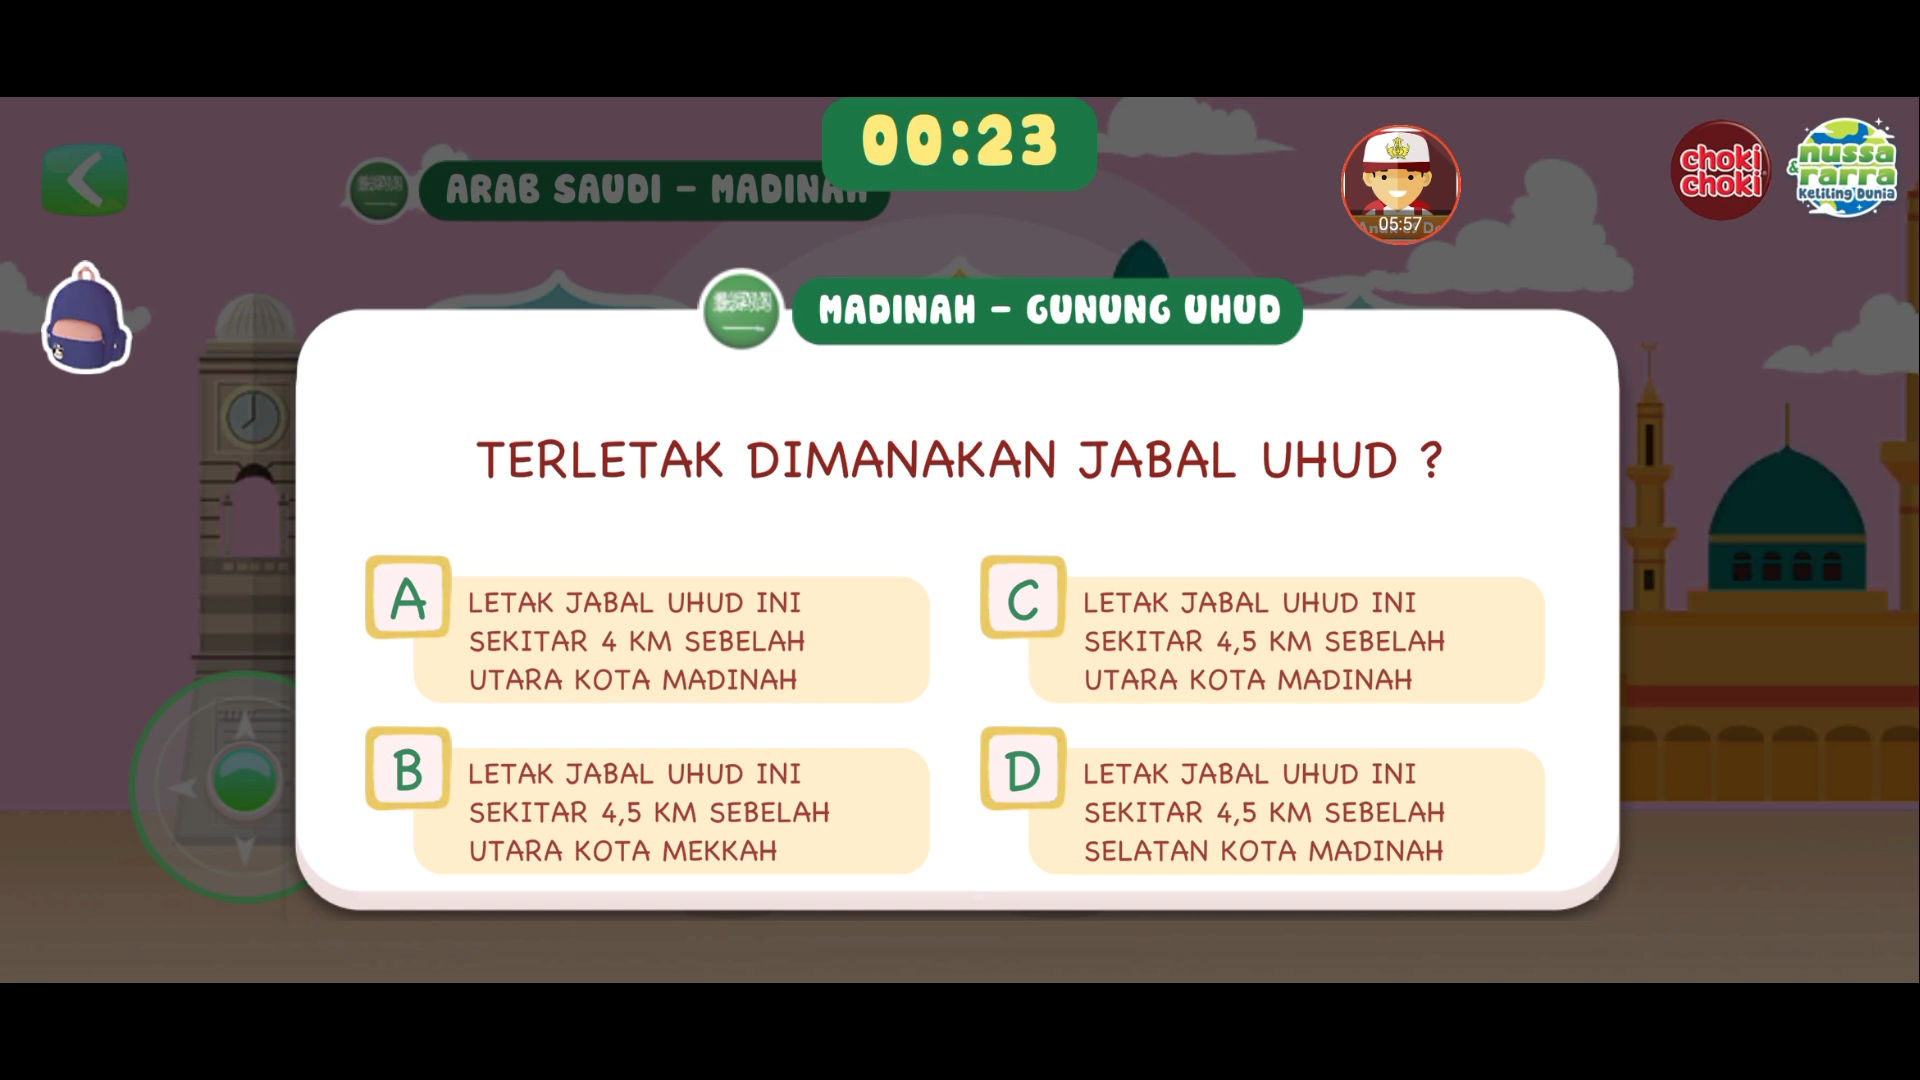 00:23
ARAB SAUDI - MADINAH
05:57
choki
choki
nussa
& rarra
Keliling Dunia
MADINAH - GUNUNG UHUD
TERLETAK DIMANAKAN JABAL UHUD ?
A
LETAK JABAL UHUD INI
SEKITAR 4 KM SEBELAH
UTARA KOTA MADINAH
B
LETAK JABAL UHUD INI
SEKITAR 4,5 KM SEBELAH
UTARA KOTA MEKKAH
C
LETAK JABAL UHUD INI
SEKITAR 4,5 KM SEBELAH
UTARA KOTA MADINAH
D
LETAK JABAL UHUD INI
SEKITAR 4,5 KM SEBELAH
SELATAN KOTA MADINAH